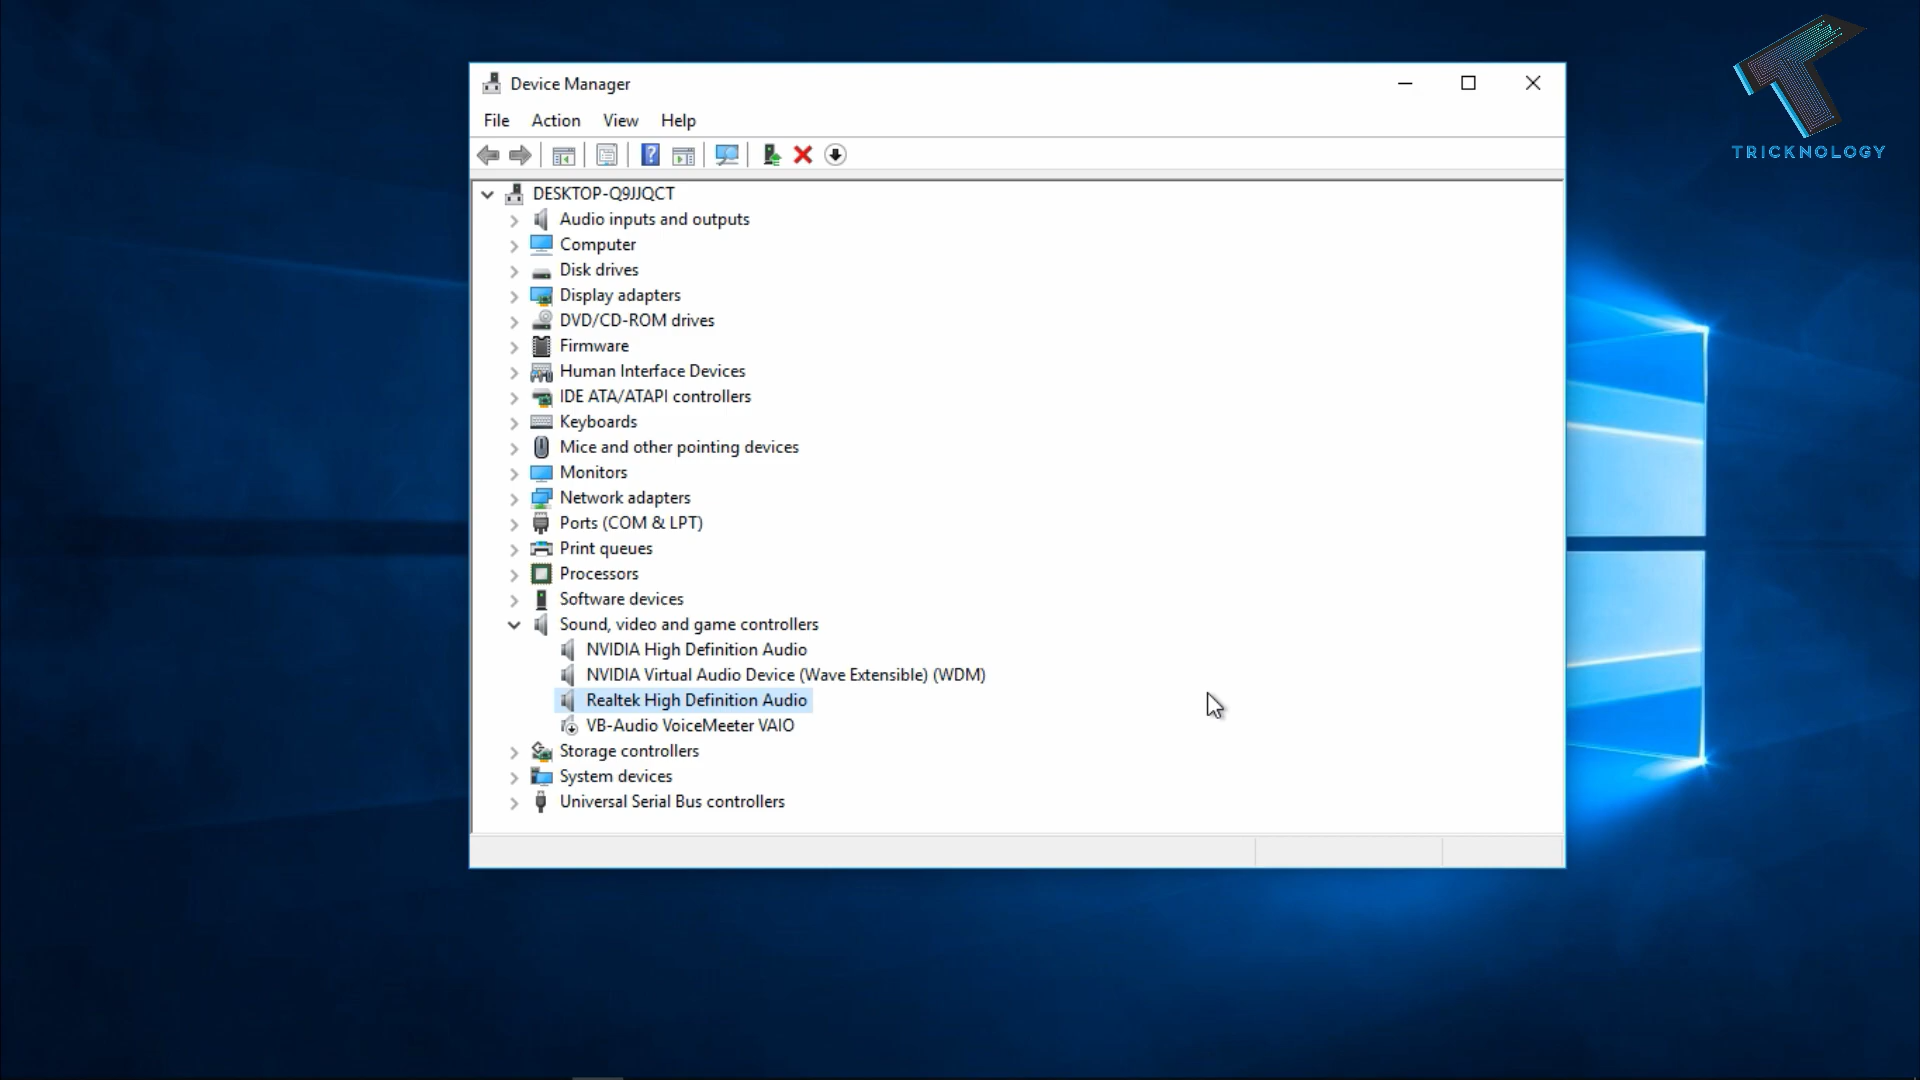 Device Manager
TRICKNOLOGY
File Action View Help
DESKTOP-Q9JJQCT
Audio inputs and outputs
Computer
Disk drives
Display adapters
DVD/CD-ROM drives
Firmware
Human Interface Devices
IDE ATA/ATAPI controllers
Keyboards
Mice and other pointing devices
Monitors
Network adapters
Ports (COM & LPT)
Print queues
Processors
Software devices
Sound, video and game controllers
NVIDIA High Definition Audio
NVIDIA Virtual Audio Device (Wave Extensible) (WDM)
Realtek High Definition Audio
VB-Audio VoiceMeeter VAIO
Storage controllers
System devices
Universal Serial Bus controllers